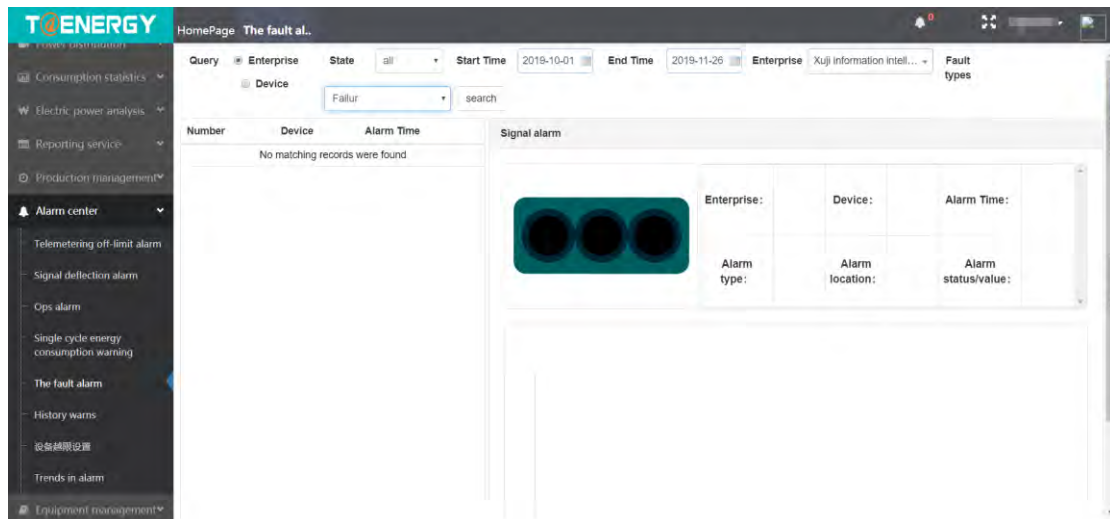 T@ENERGY
HomePage The fault al..
0
Power distribution
Consumption statistics
Electric power analysis
Reporting service
Production management
Alarm center
Telemetering off-limit alarm
Signal deflection alarm
Ops alarm
Single cycle energy
consumption warning
The fault alarm
History warns
设备越限设置
Trends in alarm
Equipment management
Query Enterprise State all Start Time 2019-10-01 End Time 2019-11-26 Enterprise Xuji information intell... Fault
types
Device
Failur search
Number Device Alarm Time
No matching records were found
Signal alarm
Enterprise: Device: Alarm Time:
Alarm Alarm Alarm
type: location: status/value: